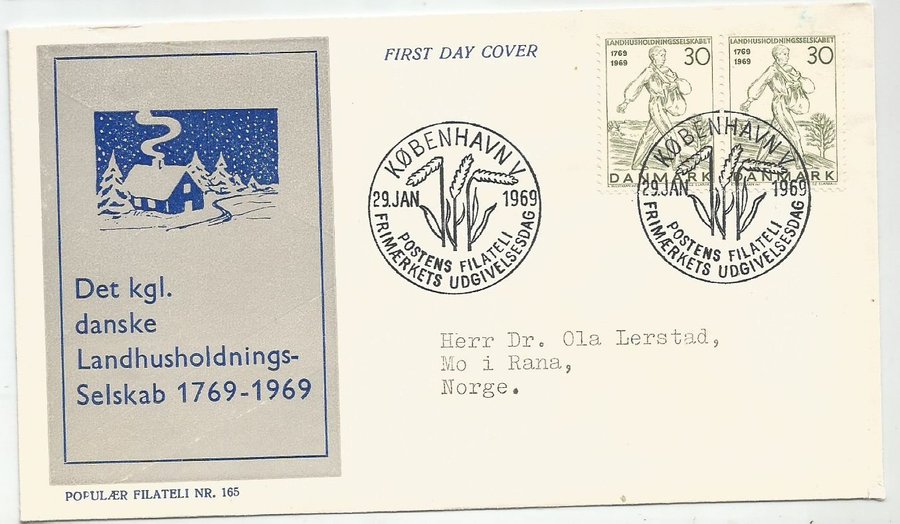 FIRST DAY COVER
LANDHUSHOLDNINGSSELSKABET
1769
1969
30
DANMARK
LANDHUSHOLDNINGSSELSKABET
1769
1969
30
DANMARK
KØBENHAVN V.
29.JAN 1969
POSTENS FILATELI
FRIMÆRKETS UDGIVELSESDAG
KØBENHAVN V.
29.JAN 1969
POSTENS FILATELI
FRIMÆRKETS UDGIVELSESDAG
Det kgl.
danske
Landhusholdnings-
Selskab 1769-1969
Herr Dr. Ola Lerstad,
Mo i Rana,
Norge.
POPULÆR FILATELI NR. 165